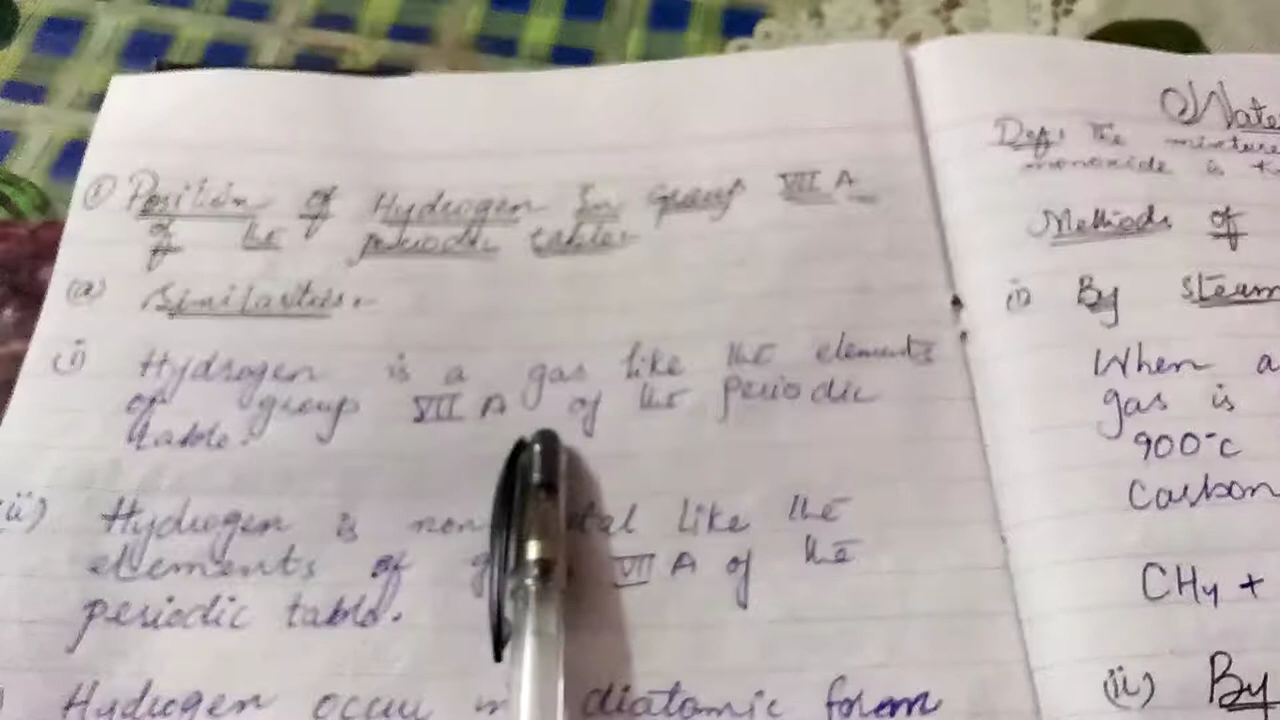 ① Position of Hydrogen in group VII A
of the periodic table
(a) Similarities.-
(i) Hydrogen is a gas like the elements
of group VII A of the periodic
table.
(ii) Hydrogen is non tal like the
elements of g VII A of the
periodic table.
Hydrogen occur in diatomic form
Wate
Def: The mixture
monoxide is
Methods of
(i) By steam
When a
gas is
900°C
Carbon
CH4 +
(ii) By